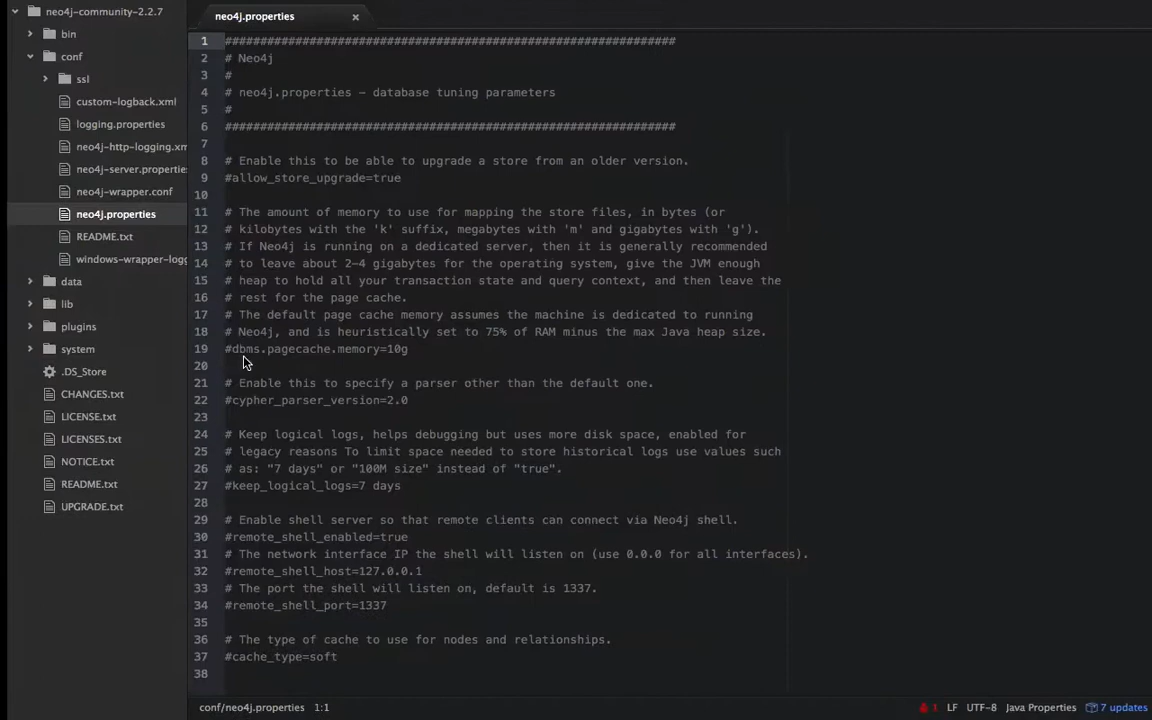 neo4j-community-2.2.7
bin
conf
ssl
custom-logback.xml
logging.properties
neo4j-http-logging.xm
neo4j-server.propertie
neo4j-wrapper.conf
neo4j.properties
README.txt
windows-wrapper-logg
data
lib
plugins
system
.DS_Store
CHANGES.txt
LICENSE.txt
LICENSES.txt
NOTICE.txt
README.txt
UPGRADE.txt
neo4j.properties ×
1 ################################################################
2 # Neo4j
3 #
4 # neo4j.properties - database tuning parameters
5 #
6 ################################################################
7
8 # Enable this to be able to upgrade a store from an older version.
9 #allow_store_upgrade=true
10
11 # The amount of memory to use for mapping the store files, in bytes (or
12 # kilobytes with the 'k' suffix, megabytes with 'm' and gigabytes with 'g').
13 # If Neo4j is running on a dedicated server, then it is generally recommended
14 # to leave about 2-4 gigabytes for the operating system, give the JVM enough
15 # heap to hold all your transaction state and query context, and then leave the
16 # rest for the page cache.
17 # The default page cache memory assumes the machine is dedicated to running
18 # Neo4j, and is heuristically set to 75% of RAM minus the max Java heap size.
19 #dbms.pagecache.memory=10g
20
21 # Enable this to specify a parser other than the default one.
22 #cypher_parser_version=2.0
23
24 # Keep logical logs, helps debugging but uses more disk space, enabled for
25 # legacy reasons To limit space needed to store historical logs use values such
26 # as: "7 days" or "100M size" instead of "true".
27 #keep_logical_logs=7 days
28
29 # Enable shell server so that remote clients can connect via Neo4j shell.
30 #remote_shell_enabled=true
31 # The network interface IP the shell will listen on (use 0.0.0 for all interfaces).
32 #remote_shell_host=127.0.0.1
33 # The port the shell will listen on, default is 1337.
34 #remote_shell_port=1337
35
36 # The type of cache to use for nodes and relationships.
37 #cache_type=soft
38
conf/neo4j.properties 1:1 1 LF UTF-8 Java Properties 7 updates